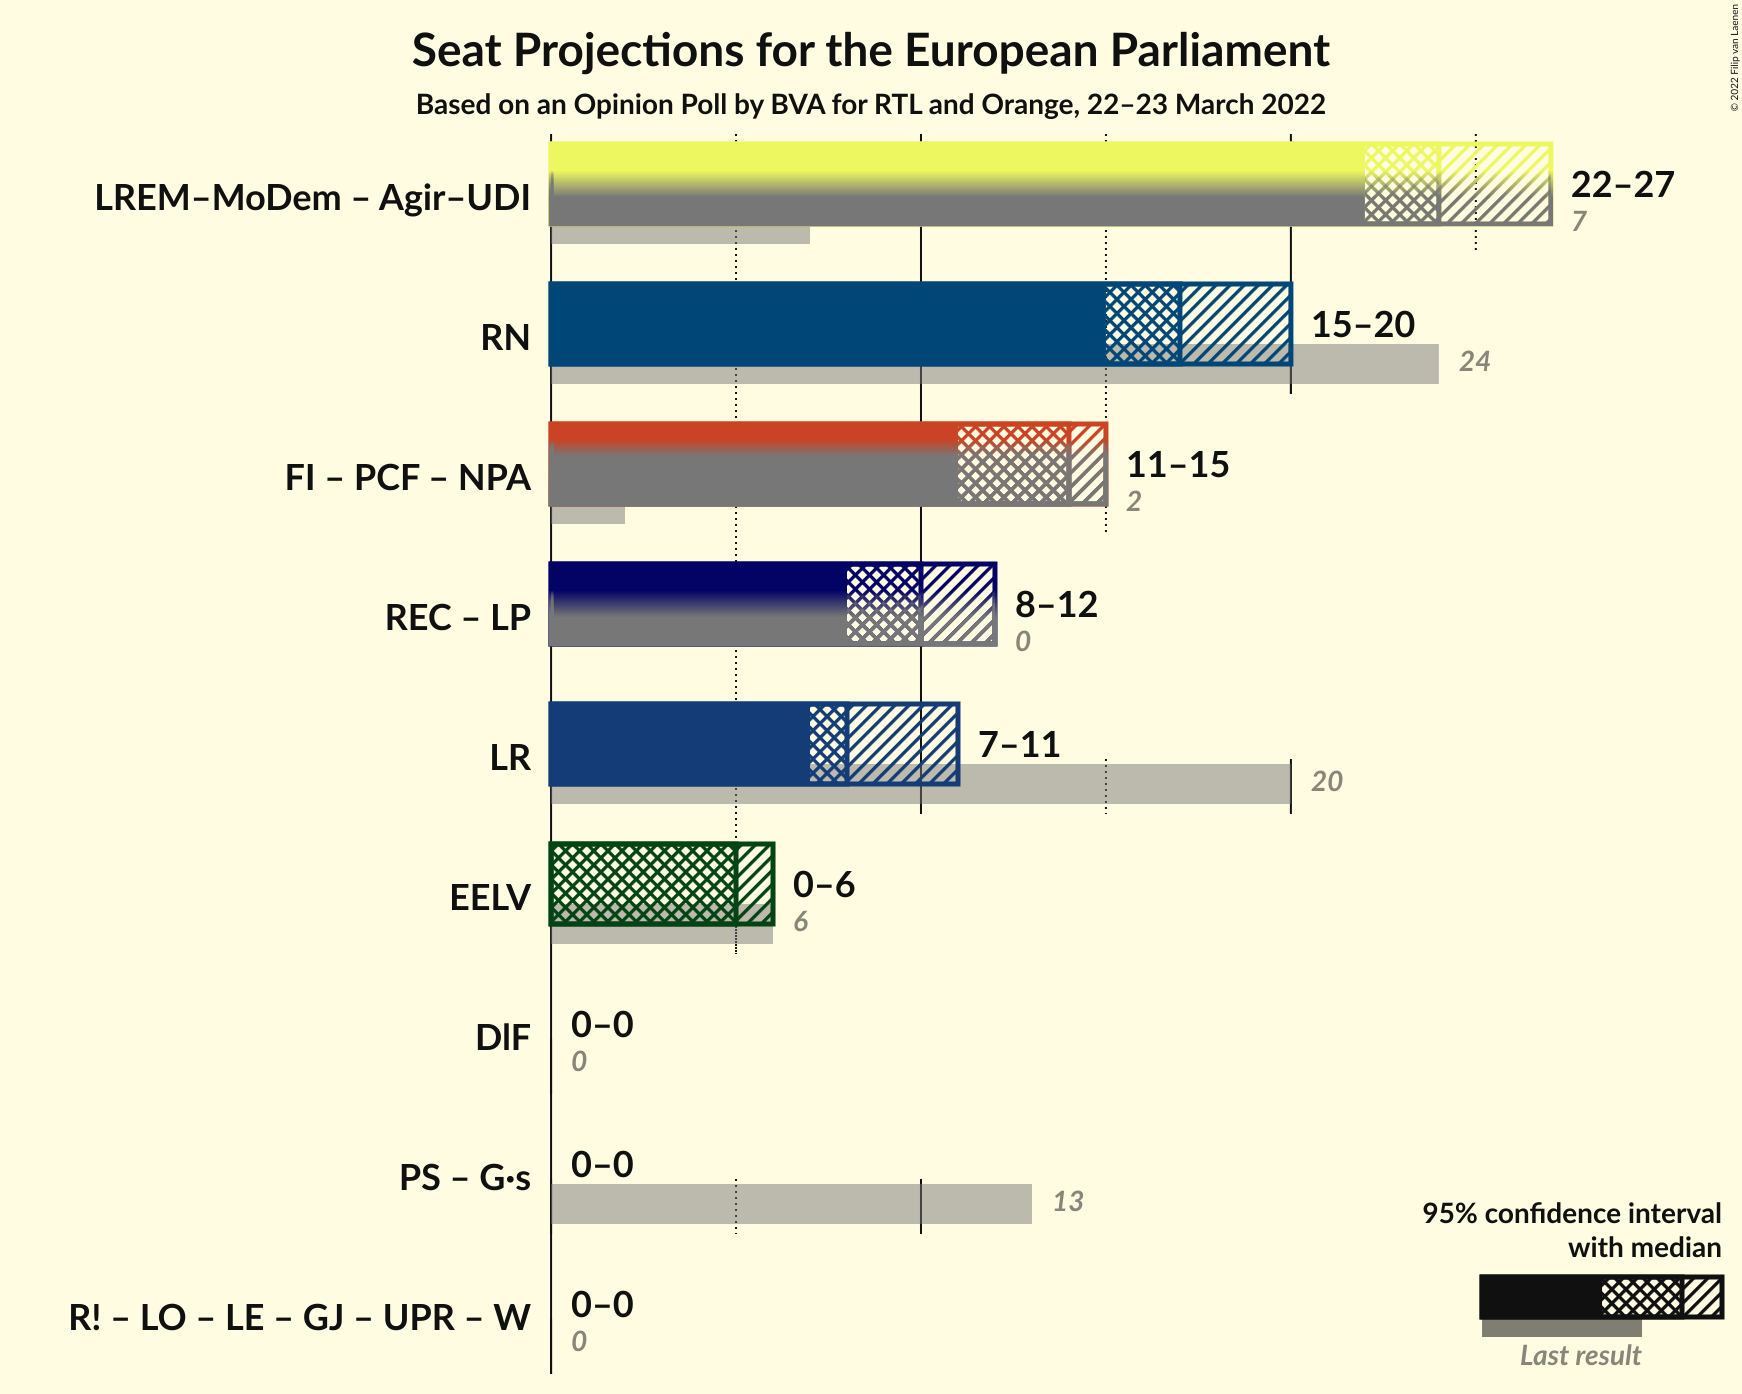 Seat Projections for the European Parliament
Based on an Opinion Poll by BVA for RTL and Orange, 22–23 March 2022
© 2022 Filip van Laenen
LREM–MoDem – Agir–UDI
22–27
7
RN
15–20
24
FI – PCF – NPA
11–15
2
REC – LP
8–12
0
LR
7–11
20
EELV
0–6
6
DlF
0–0
0
PS – G·s
0–0
13
R! – LO – LE – GJ – UPR – W
0–0
0
95% confidence interval
with median
Last result